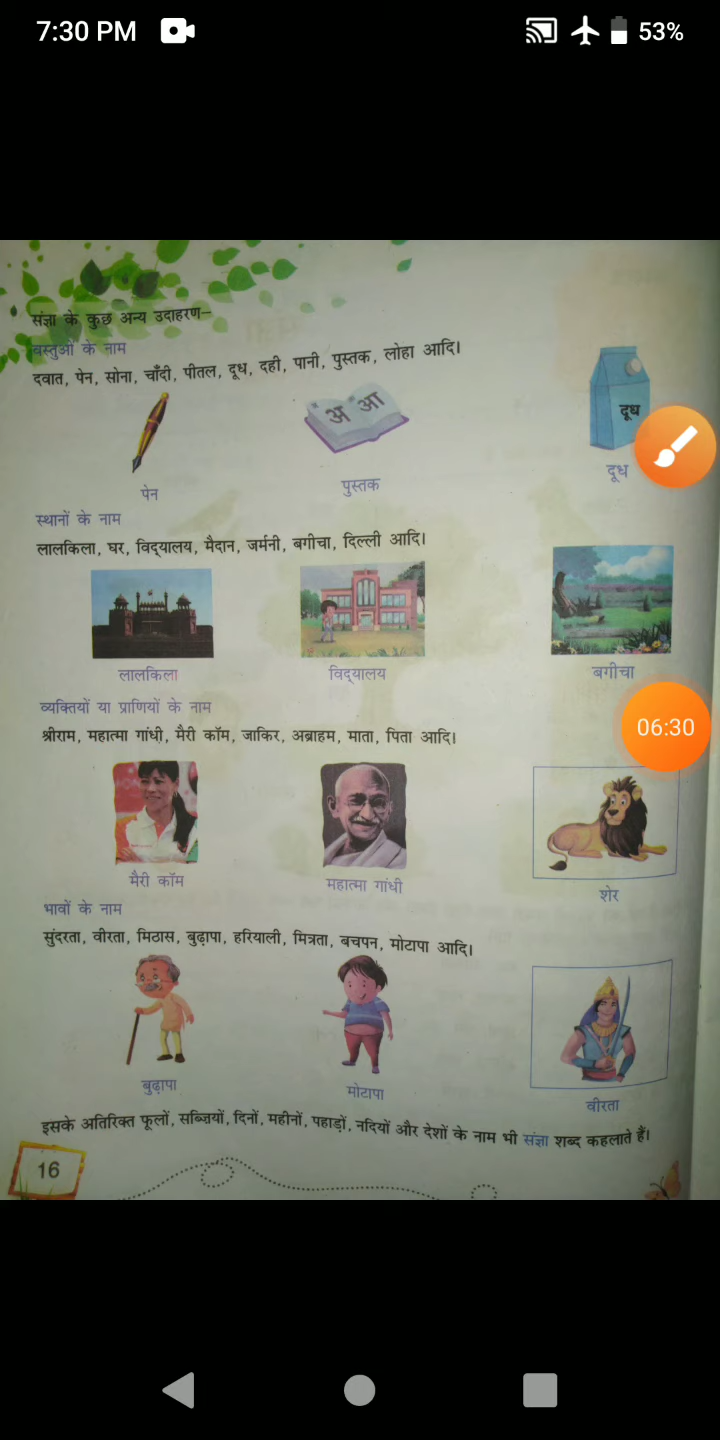 7:30 PM
53%
संज्ञा के कुछ अन्य उदाहरण–
वस्तुओं के नाम
दवात, पेन, सोना, चाँदी, पीतल, दूध, दही, पानी, पुस्तक, लोहा आदि।
अ आ
दूध
पेन
पुस्तक
दूध
स्थानों के नाम
लालकिला, घर, विद्‌यालय, मैदान, जर्मनी, बगीचा, दिल्ली आदि।
लालकिला
विद्‌यालय
बगीचा
व्यक्तियों या प्राणियों के नाम
06:30
श्रीराम, महात्मा गांधी, मैरी कॉम, जाकिर, अब्राहम, माता, पिता आदि।
मैरी कॉम
महात्मा गांधी
शेर
भावों के नाम
सुंदरता, वीरता, मिठास, बुढ़ापा, हरियाली, मित्रता, बचपन, मोटापा आदि।
बुढ़ापा
मोटापा
वीरता
इसके अतिरिक्त फूलों, सब्ज़ियों, दिनों, महीनों, पहाड़ों, नदियों और देशों के नाम भी संज्ञा शब्द कहलाते हैं।
16